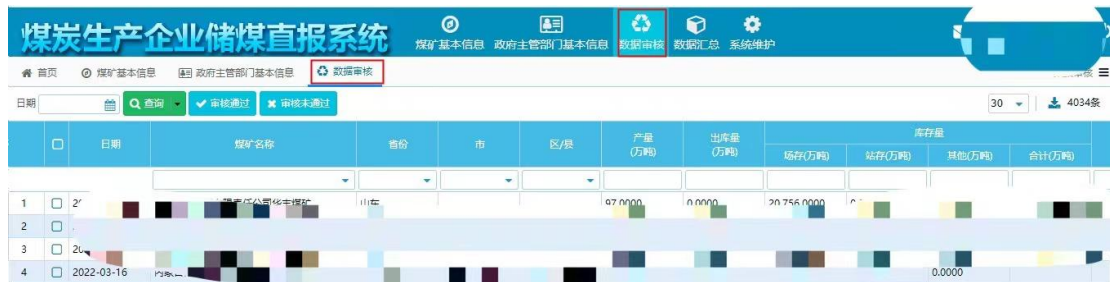 煤炭生产企业储煤直报系统
煤矿基本信息 政府主管部门基本信息 数据审核 数据汇总 系统维护
首页 煤矿基本信息 政府主管部门基本信息 数据审核
日期 查询 审核通过 审核未通过 30 4034条
日期 煤矿名称 省份 市 区/县 产量(万吨) 出库量(万吨) 库存量
场存(万吨) 站存(万吨) 其他(万吨) 合计(万吨)
1 山东 97.0000 0.0000 20,756.0000
2
3
4 2022-03-16 0.0000